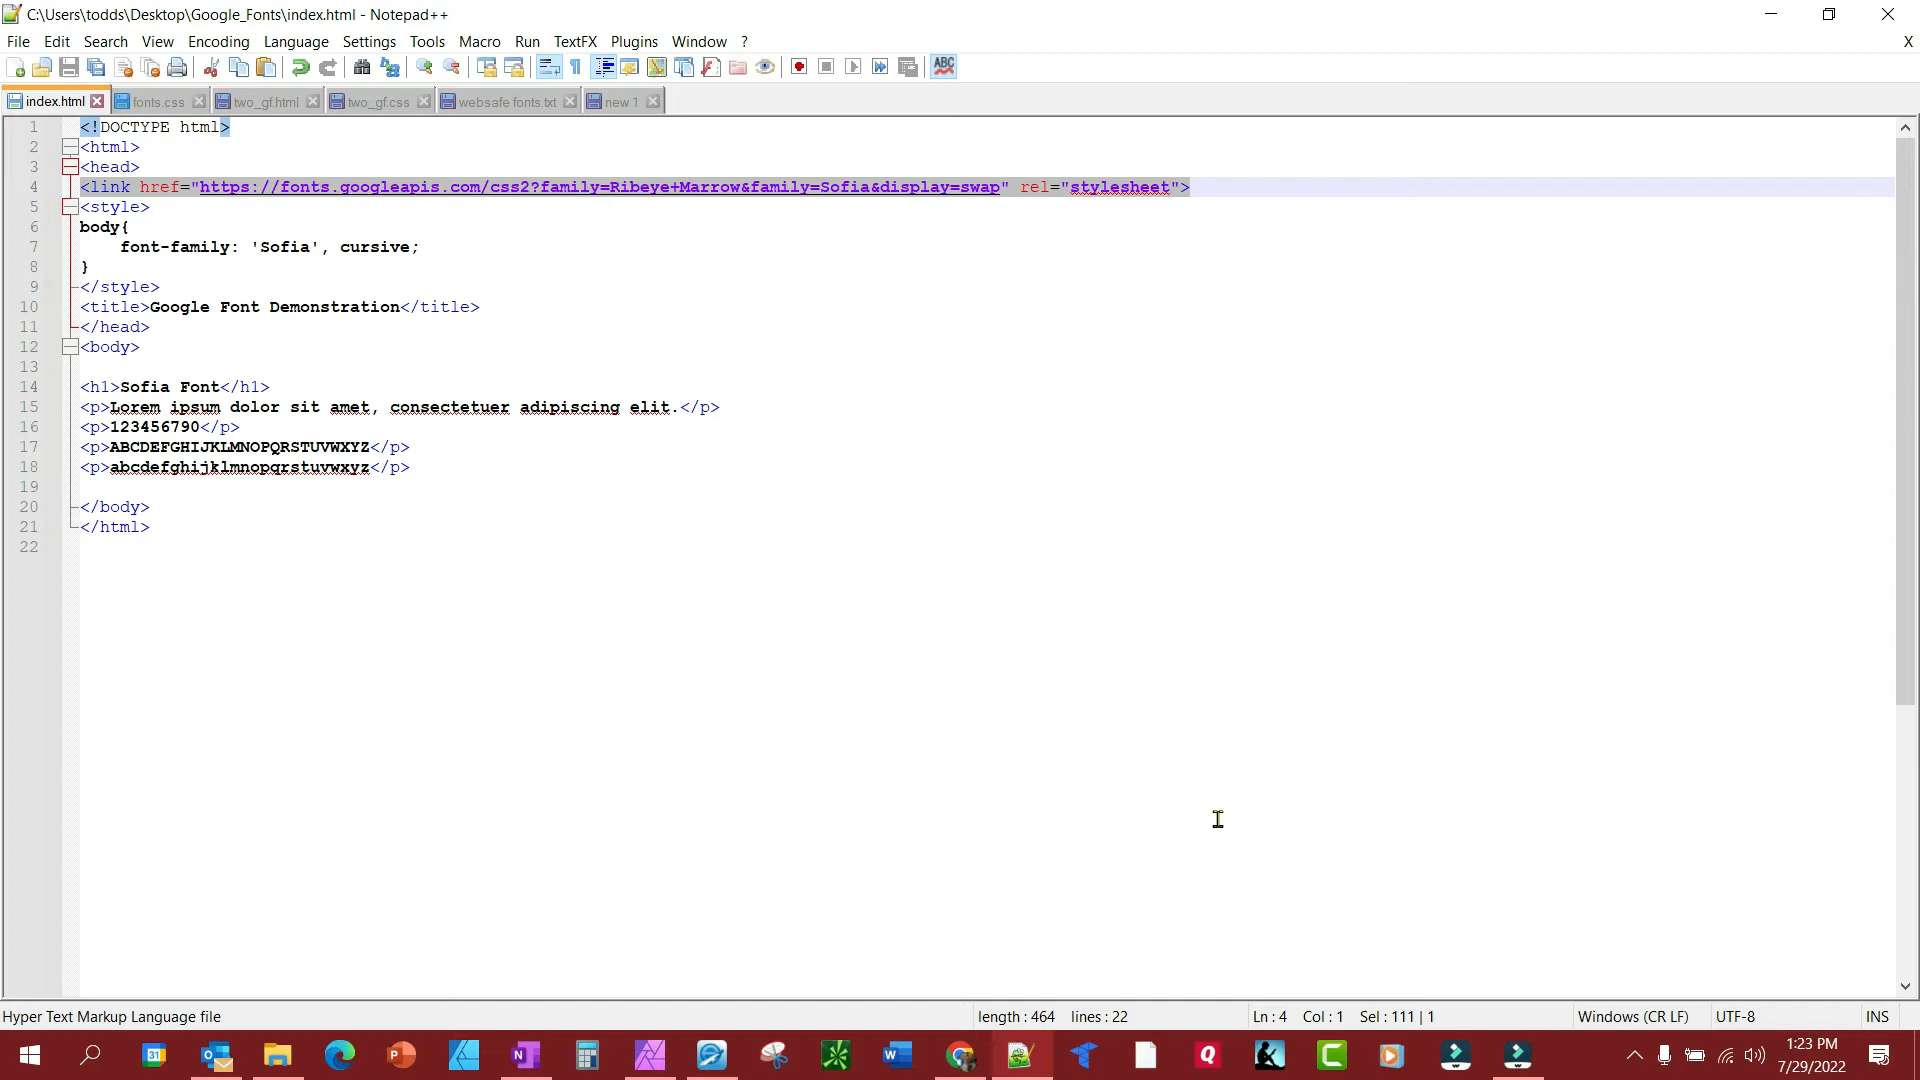 C:\Users\todds\Desktop\Google_Fonts\index.html - Notepad++
File Edit Search View Encoding Language Settings Tools Macro Run TextFX Plugins Window ? X
ABC
index.html fonts.css two_gf.html two_gf.css websafe fonts.txt new 1
1 <!DOCTYPE html>
2 <html>
3 <head>
4 <link href="https://fonts.googleapis.com/css2?family=Ribeye+Marrow&family=Sofia&display=swap" rel="stylesheet">
5 <style>
6 body{
7 font-family: 'Sofia', cursive;
8 }
9 </style>
10 <title>Google Font Demonstration</title>
11 </head>
12 <body>
13
14 <h1>Sofia Font</h1>
15 <p>Lorem ipsum dolor sit amet, consectetuer adipiscing elit.</p>
16 <p>123456790</p>
17 <p>ABCDEFGHIJKLMNOPQRSTUVWXYZ</p>
18 <p>abcdefghijklmnopqrstuvwxyz</p>
19
20 </body>
21 </html>
22
Hyper Text Markup Language file length : 464 lines : 22 Ln : 4 Col : 1 Sel : 111 | 1 Windows (CR LF) UTF-8 INS
1:23 PM
7/29/2022